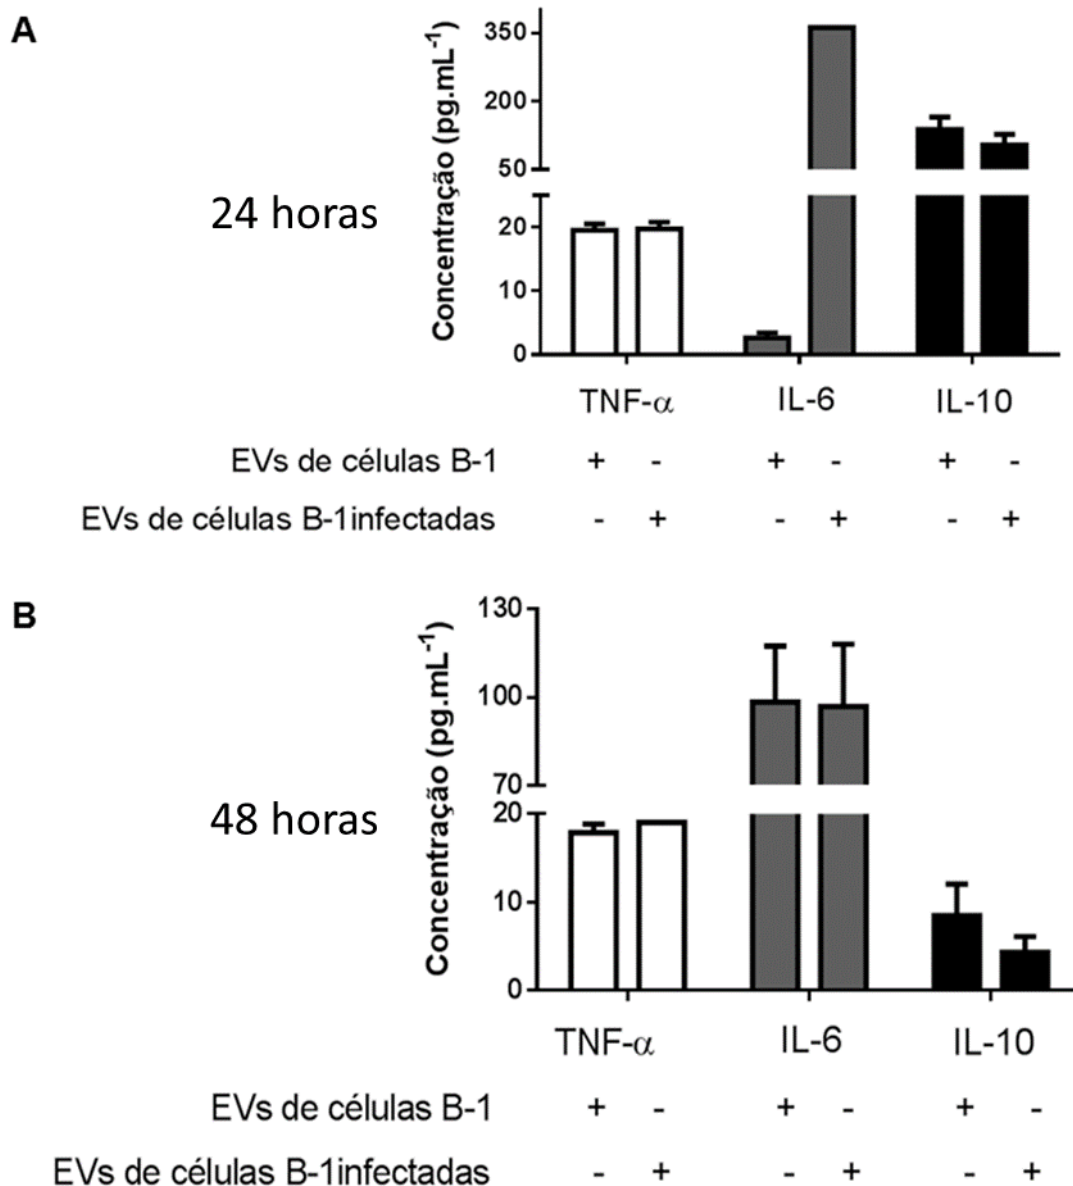 A
Concentração (pg.mL-1)
350
200
50
20
10
0
24 horas
TNF-α IL-6 IL-10
EVs de células B-1 + - + - + -
EVs de células B-1infectadas - + - + - +
B
Concentração (pg.mL-1)
130
100
70
20
10
0
48 horas
TNF-α IL-6 IL-10
EVs de células B-1 + - + - + -
EVs de células B-1infectadas - + - + - +